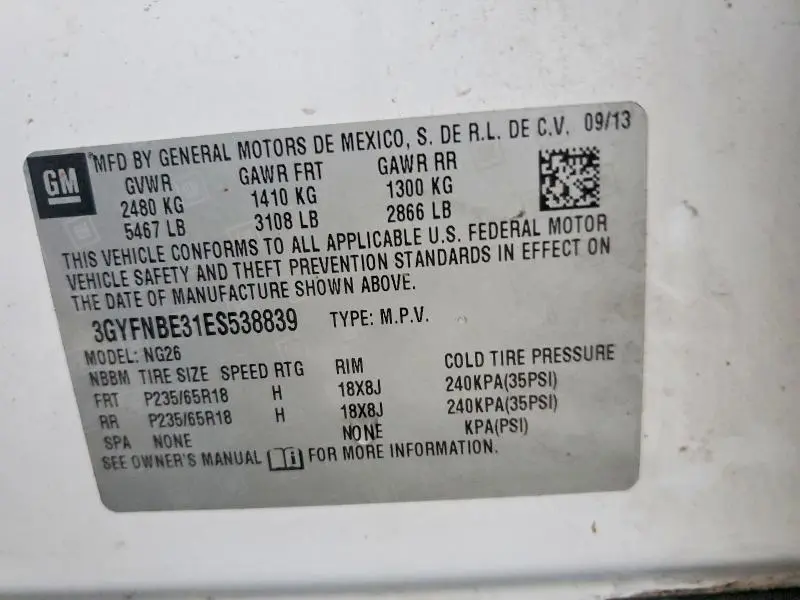 GM
MFD BY GENERAL MOTORS DE MEXICO, S. DE R.L. DE C.V. 09/13
GVWR GAWR FRT GAWR RR
2480 KG 1410 KG 1300 KG
5467 LB 3108 LB 2866 LB
THIS VEHICLE CONFORMS TO ALL APPLICABLE U.S. FEDERAL MOTOR
VEHICLE SAFETY AND THEFT PREVENTION STANDARDS IN EFFECT ON
THE DATE OF MANUFACTURE SHOWN ABOVE.
3GYFNBE31ES538839 TYPE: M.P.V.
MODEL: NG26
NBBM TIRE SIZE SPEED RTG RIM COLD TIRE PRESSURE
FRT P235/65R18 H 18X8J 240KPA(35PSI)
RR P235/65R18 H 18X8J 240KPA(35PSI)
SPA NONE NONE KPA(PSI)
SEE OWNER'S MANUAL FOR MORE INFORMATION.